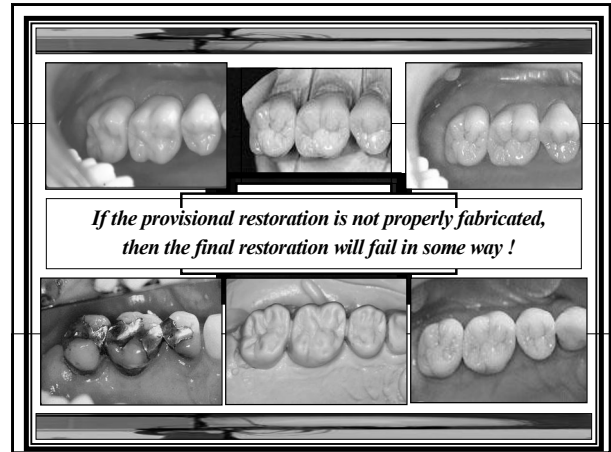 If the provisional restoration is not properly fabricated,
then the final restoration will fail in some way !